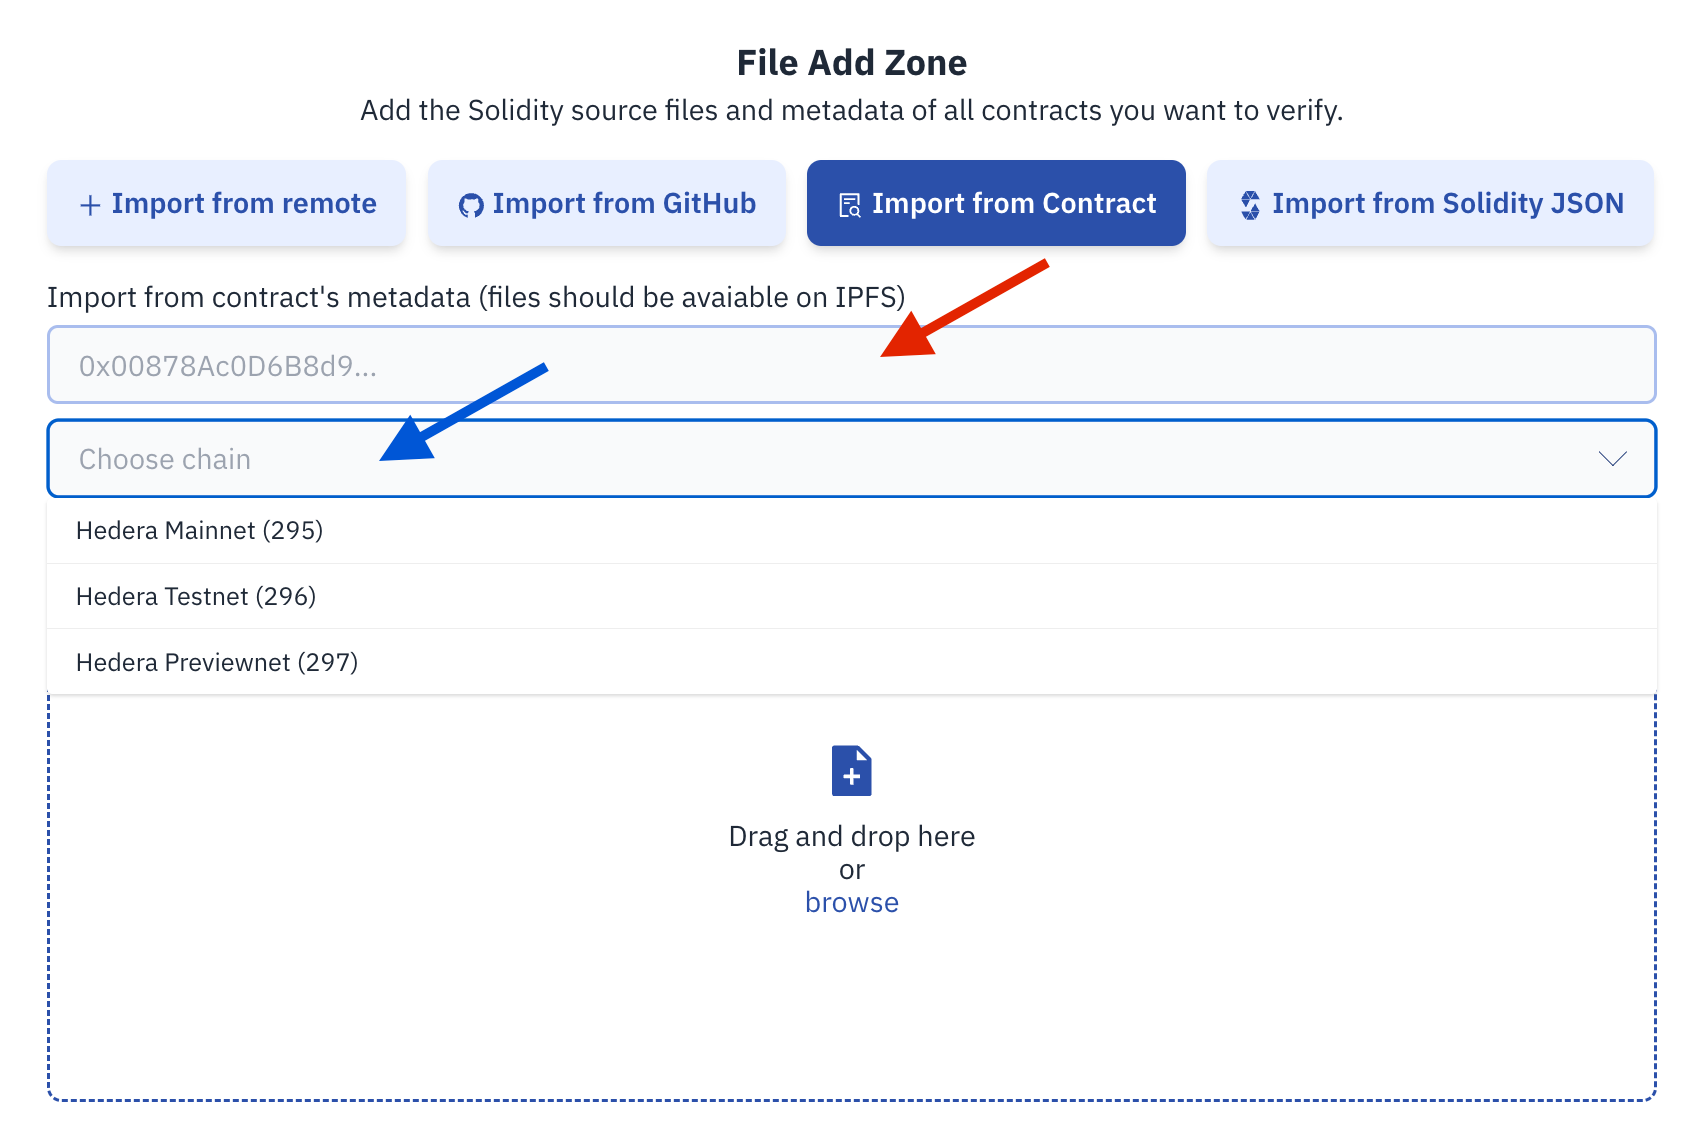 File Add Zone
Add the Solidity source files and metadata of all contracts you want to verify.
Import from remote
Import from GitHub
Import from Contract
Import from Solidity JSON
Import from contract's metadata (files should be avaiable on IPFS)
0x00878Ac0D6B8d9...
Choose chain
Hedera Mainnet (295)
Hedera Testnet (296)
Hedera Previewnet (297)
Drag and drop here
or
browse